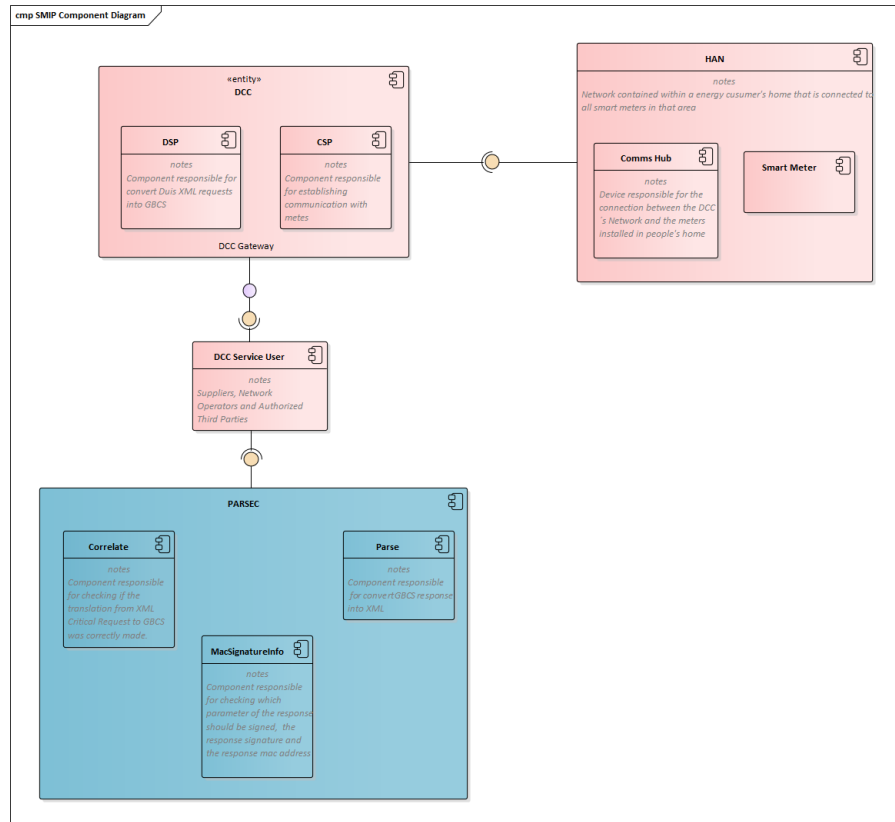 cmp SMIP Component Diagram
«entity»
DCC
DSP
notes
Component responsible for
convert Duis XML requests
into GBCS
CSP
notes
Component responsible
for establishing
communication with
metes
DCC Gateway
HAN
notes
Network contained within a energy cusumer's home that is connected to
all smart meters in that area
Comms Hub
notes
Device responsible for the
connection between the DCC
´s Network and the meters
installed in people's home
Smart Meter
DCC Service User
notes
Suppliers, Network
Operators and Authorized
Third Parties
PARSEC
Correlate
notes
Component responsible
for checking if the
translation from XML
Critical Request to GBCS
was correctly made.
Parse
notes
Component responsible
for convertGBCS response
into XML
MacSignatureInfo
notes
Component responsible
for checking which
parameter of the response
should be signed, the
response signature and
the response mac address